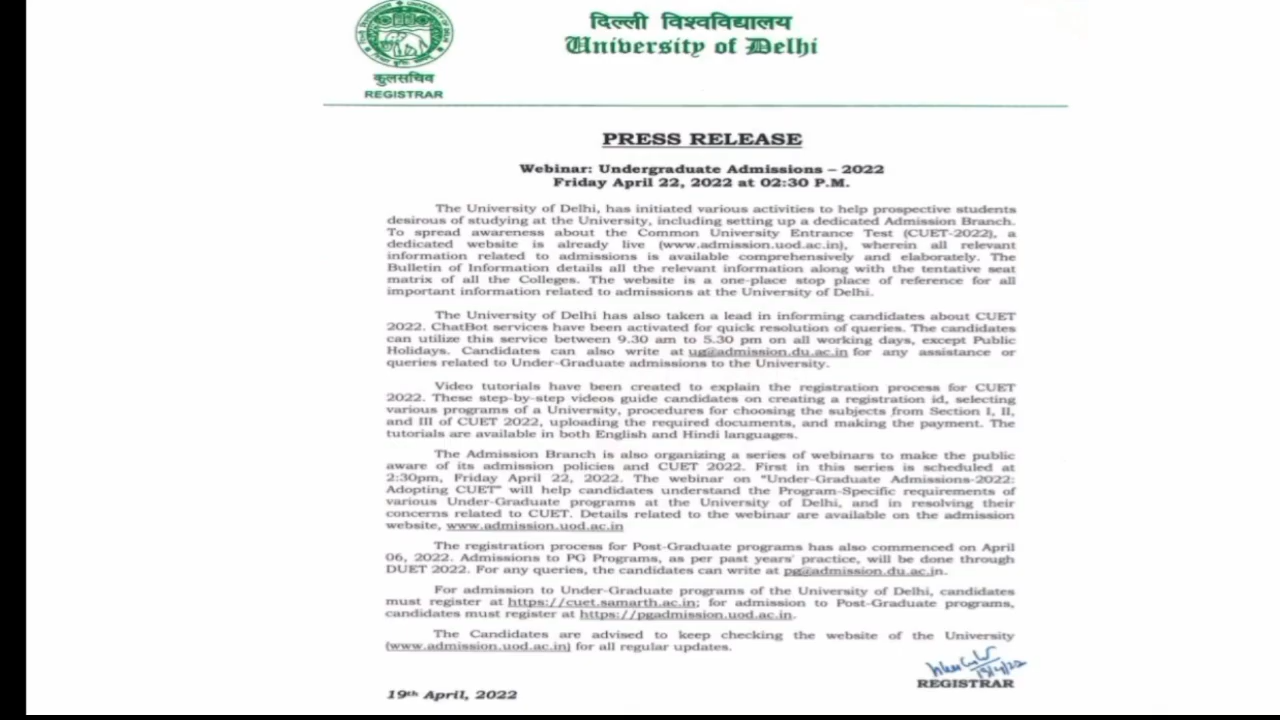 दिल्ली विश्वविद्यालय
University of Delhi
कुलसचिव
REGISTRAR
PRESS RELEASE
Webinar: Undergraduate Admissions – 2022
Friday April 22, 2022 at 02:30 P.M.
The University of Delhi, has initiated various activities to help prospective students
desirous of studying at the University, including setting up a dedicated Admission Branch.
To spread awareness about the Common University Entrance Test (CUET-2022), a
dedicated website is already live (www.admission.uod.ac.in), wherein all relevant
information related to admissions is available comprehensively and elaborately. The
Bulletin of Information details all the relevant information along with the tentative seat
matrix of all the Colleges. The website is a one-place stop place of reference for all
important information related to admissions at the University of Delhi.
The University of Delhi has also taken a lead in informing candidates about CUET
2022. ChatBot services have been activated for quick resolution of queries. The candidates
can utilize this service between 9.30 am to 5.30 pm on all working days, except Public
Holidays. Candidates can also write at ug@admission.du.ac.in for any assistance or
queries related to Under-Graduate admissions to the University.
Video tutorials have been created to explain the registration process for CUET
2022. These step-by-step videos guide candidates on creating a registration id, selecting
various programs of a University, procedures for choosing the subjects from Section I, II,
and III of CUET 2022, uploading the required documents, and making the payment. The
tutorials are available in both English and Hindi languages.
The Admission Branch is also organizing a series of webinars to make the public
aware of its admission policies and CUET 2022. First in this series is scheduled at
2:30pm, Friday April 22, 2022. The webinar on "Under-Graduate Admissions-2022:
Adopting CUET" will help candidates understand the Program-Specific requirements of
various Under-Graduate programs at the University of Delhi, and in resolving their
concerns related to CUET. Details related to the webinar are available on the admission
website, www.admission.uod.ac.in
The registration process for Post-Graduate programs has also commenced on April
06, 2022. Admissions to PG Programs, as per past years' practice, will be done through
DUET 2022. For any queries, the candidates can write at pg@admission.du.ac.in.
For admission to Under-Graduate programs of the University of Delhi, candidates
must register at https://cuet.samarth.ac.in; for admission to Post-Graduate programs,
candidates must register at https://pgadmission.uod.ac.in.
The Candidates are advised to keep checking the website of the University
(www.admission.uod.ac.in) for all regular updates.
19/4/22
REGISTRAR
19th April, 2022